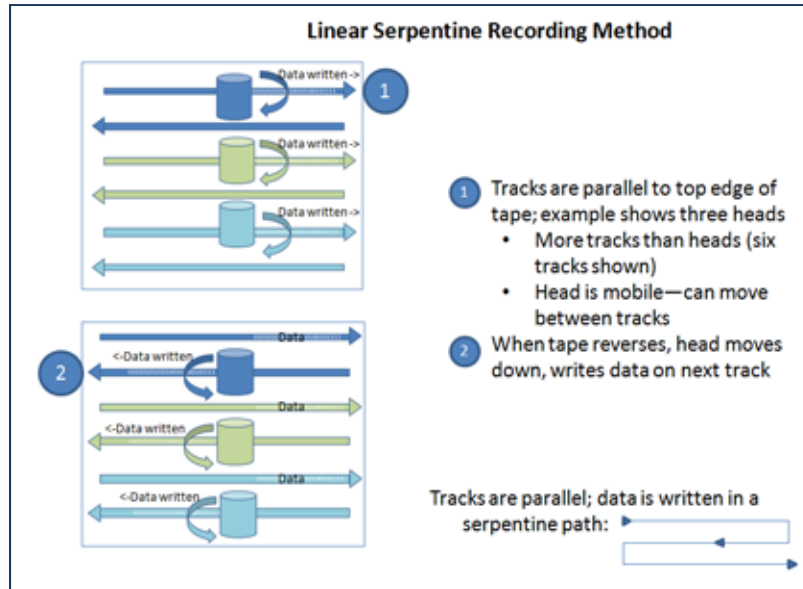 Linear Serpentine Recording Method
Data written ->
1
Data written ->
Data written ->
1 Tracks are parallel to top edge of
tape; example shows three heads
• More tracks than heads (six
tracks shown)
• Head is mobile—can move
between tracks
2 When tape reverses, head moves
down, writes data on next track
Data
<-Data written
2
Data
<-Data written
Data
<-Data written
Tracks are parallel; data is written in a
serpentine path: